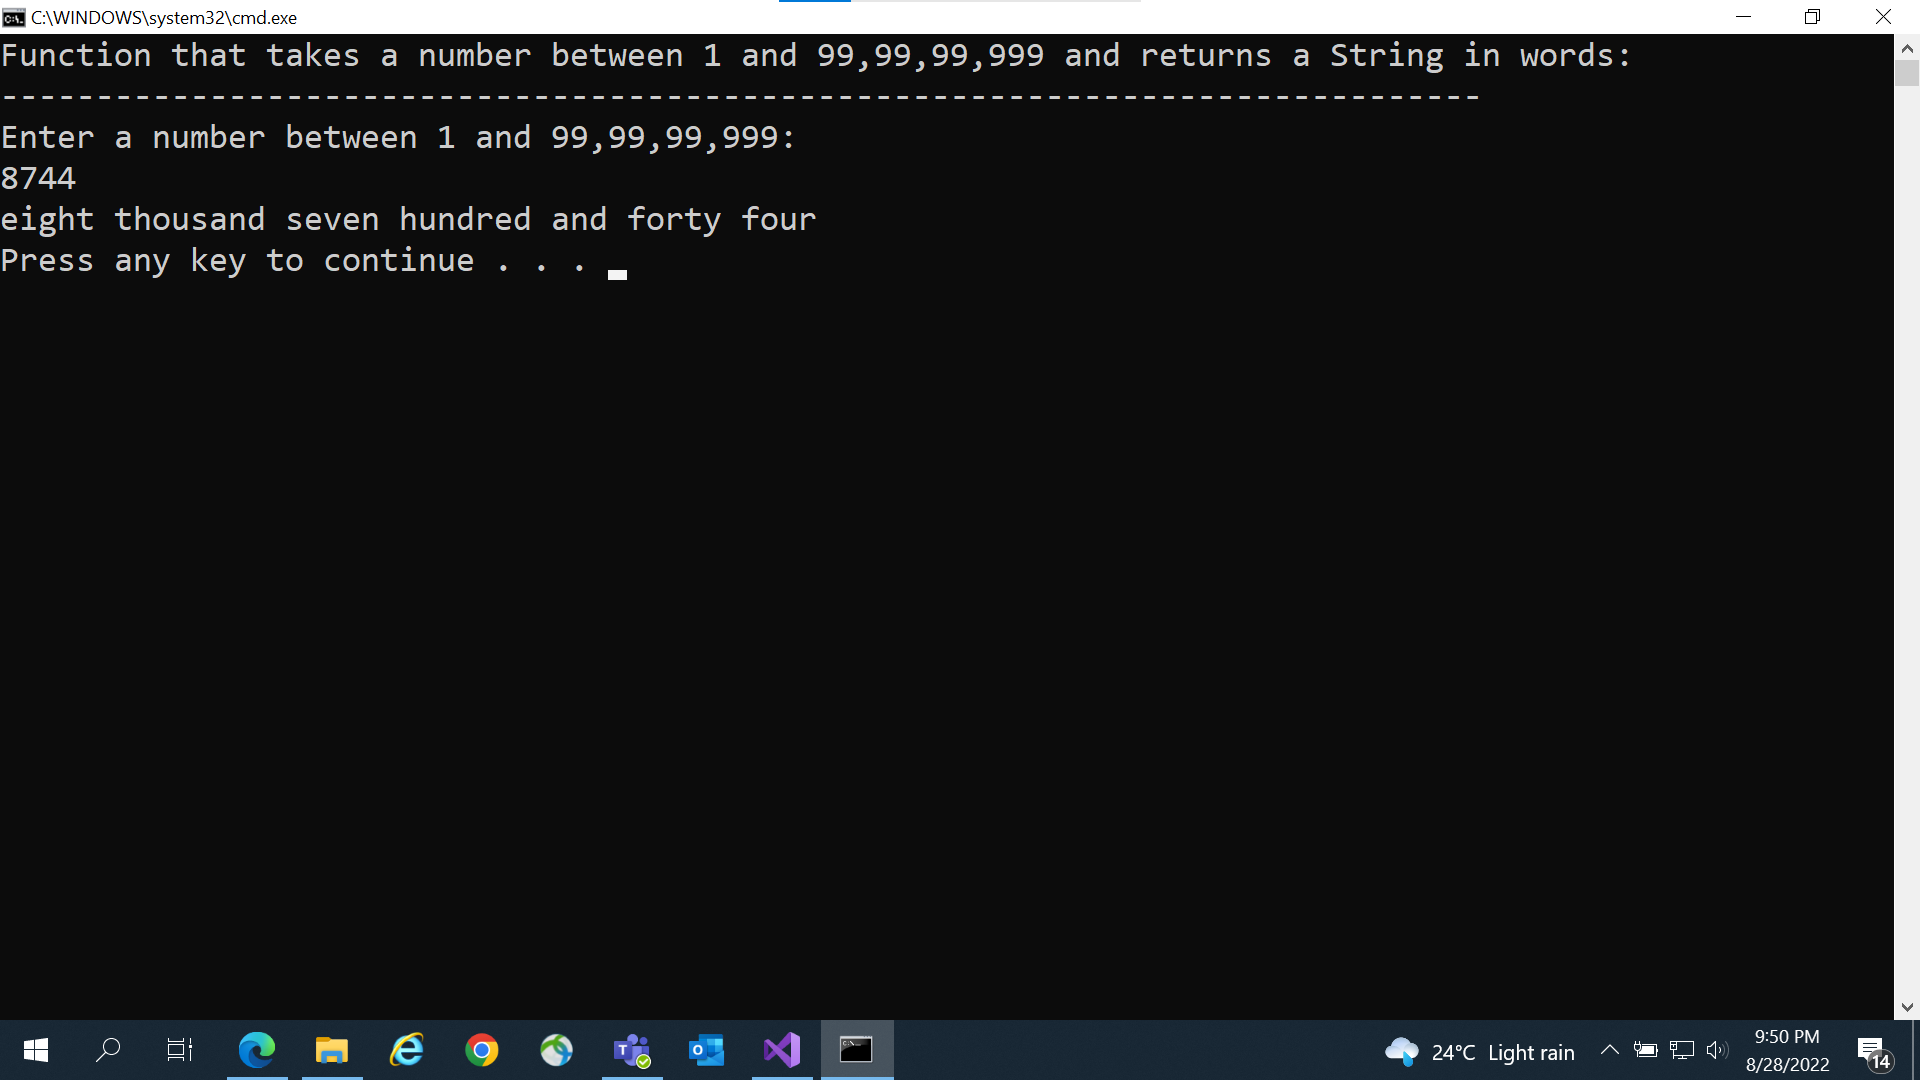 C:\WINDOWS\system32\cmd.exe
Function that takes a number between 1 and 99,99,99,999 and returns a String in words:
------------------------------------------------------------------------------
Enter a number between 1 and 99,99,99,999:
8744
eight thousand seven hundred and forty four
Press any key to continue . . .
24°C Light rain
9:50 PM
8/28/2022
14